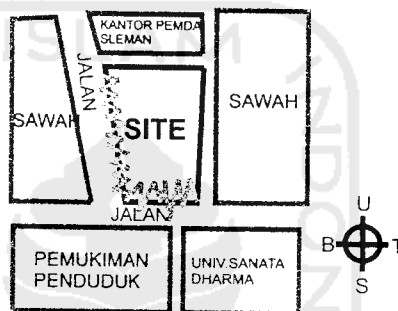 KANTOR PEMDA
SLEMAN
JALAN
SAWAH
SITE
SAWAH
JALAN
PEMUKIMAN
PENDUDUK
UNIV.SANATA
DHARMA
U
B
T
S